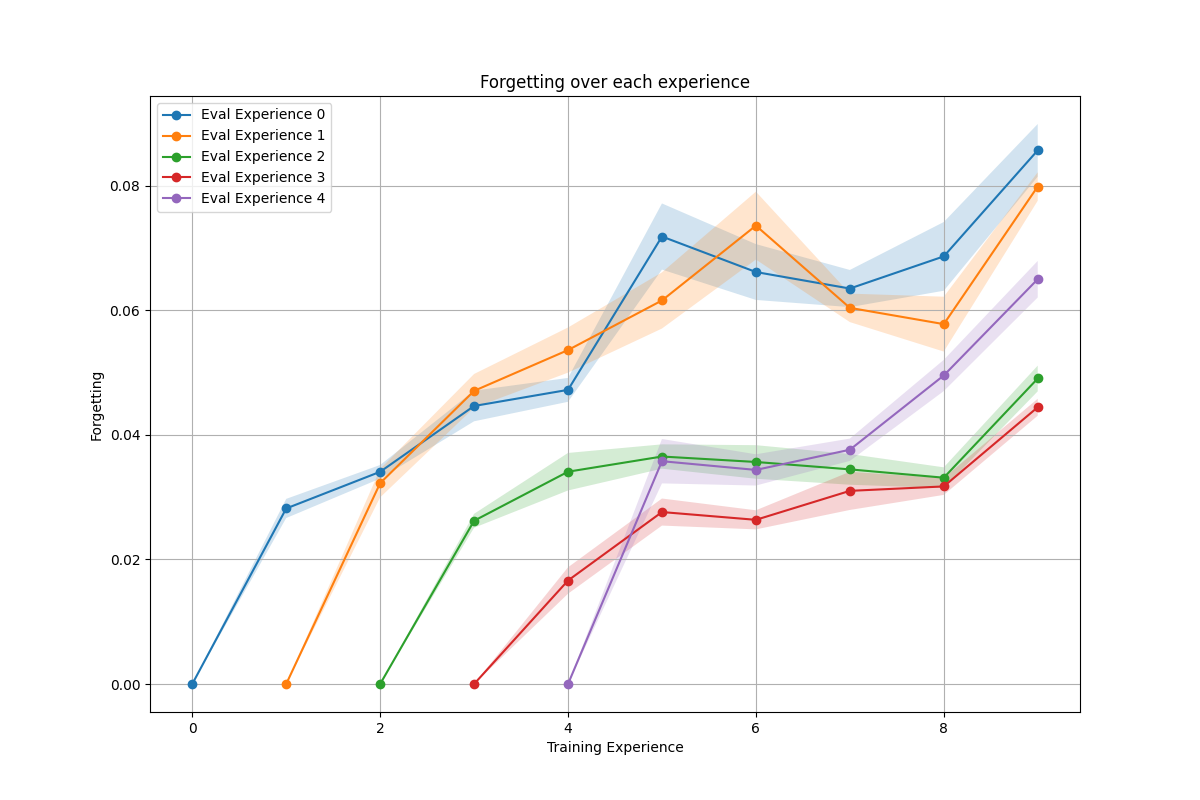 Forgetting over each experience
Eval Experience 0
Eval Experience 1
Eval Experience 2
Eval Experience 3
Eval Experience 4
Forgetting
0.08
0.06
0.04
0.02
0.00
0 2 4 6 8
Training Experience